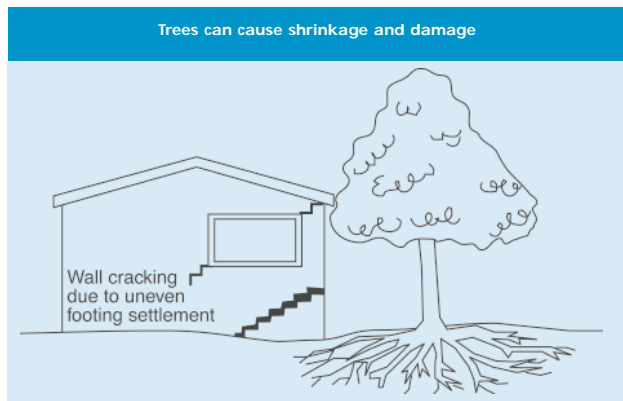 Trees can cause shrinkage and damage
Wall cracking
due to uneven
footing settlement